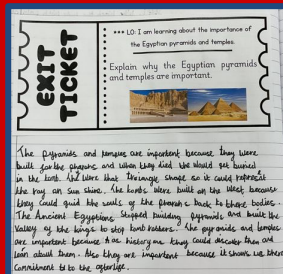 EXIT TICKET
*** LO: I am learning about the importance of
the Egyptian pyramids and temples.
Explain why the Egyptian pyramids
and temples are important.
The pyramids and temples are important because they were
built for the pharaohs and when they died the would get buried
in the tomb. The were that triangle shape so it could represent
the ray on sun shine. The tombs were built on the West because
they could guid the souls of the pharaoh's back to there bodies.
The Ancient Egyptians Stopped building pyramids and built the
Valley of the kings to stop tomb robbers. The pyramids and temples
are important because as history me they could discover them and
lean about them. Also they are important because it shows us there
Commitment to to the afterlife.